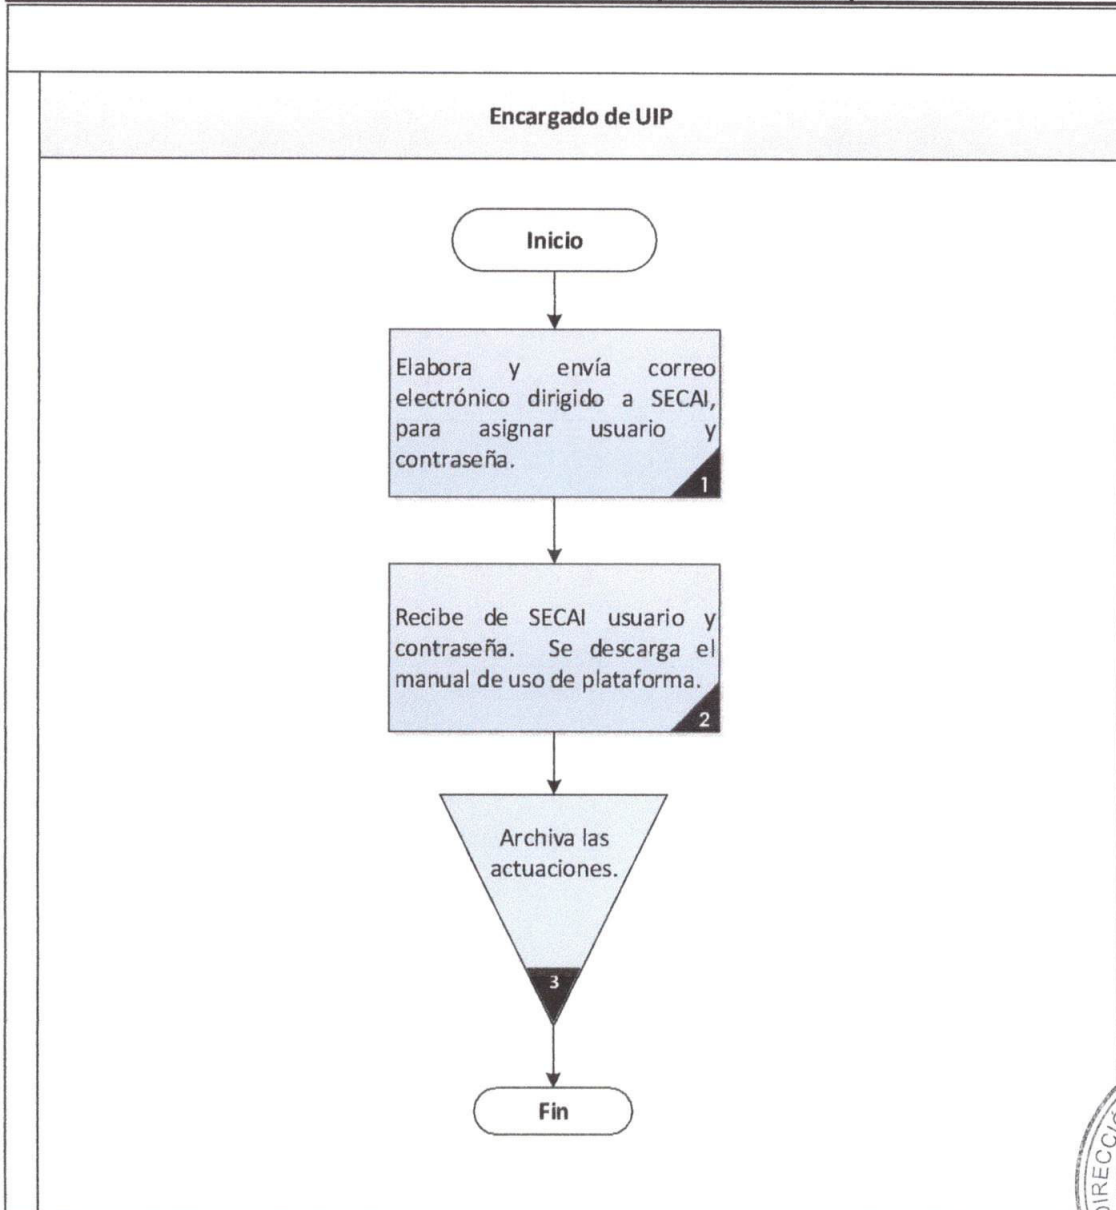 Encargado de UIP
Inicio
Elabora y envía correo
electrónico dirigido a SECAI,
para asignar usuario y
contraseña.
1
Recibe de SECAI usuario y
contraseña. Se descarga el
manual de uso de plataforma.
2
Archiva las
actuaciones.
3
Fin